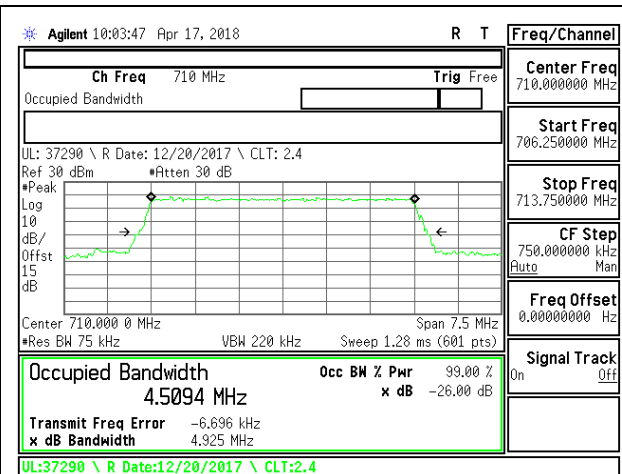 Agilent 10:03:47 Apr 17, 2018 R T
Freq/Channel
Ch Freq 710 MHz Trig Free
Occupied Bandwidth
Center Freq
710.000000 MHz
Start Freq
706.250000 MHz
Stop Freq
713.750000 MHz
CF Step
750.000000 kHz
Auto Man
Freq Offset
0.00000000 Hz
Signal Track
On Off
UL: 37290 \ R Date: 12/20/2017 \ CLT: 2.4
Ref 30 dBm #Atten 30 dB
#Peak
Log
10
dB/
Offst
15
dB
Center 710.000 0 MHz Span 7.5 MHz
#Res BW 75 kHz VBW 220 kHz Sweep 1.28 ms (601 pts)
Occupied Bandwidth Occ BW % Pwr 99.00 %
4.5094 MHz x dB -26.00 dB
Transmit Freq Error -6.696 kHz
x dB Bandwidth 4.925 MHz
UL:37290 \ R Date:12/20/2017 \ CLT:2.4